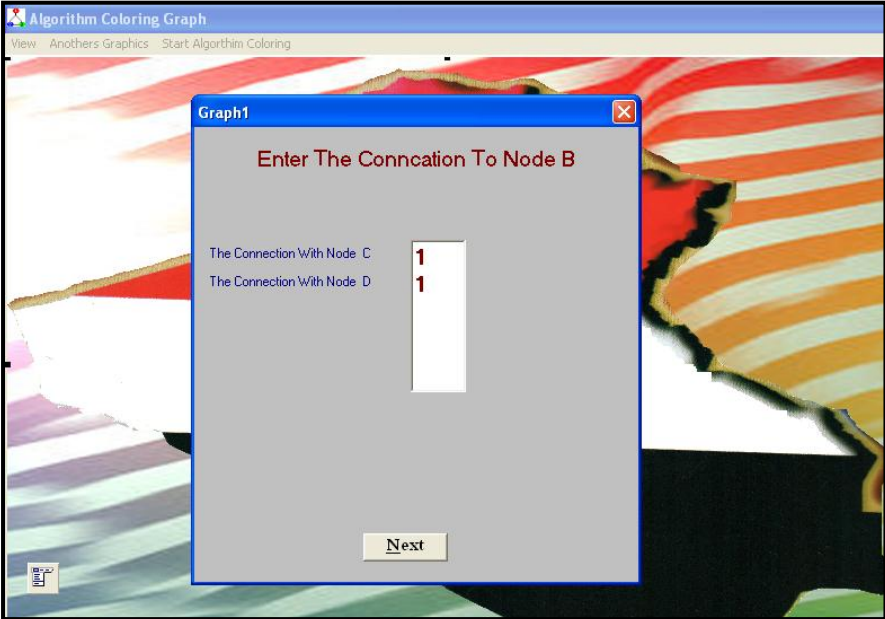 Algorithm Coloring Graph
View Anothers Graphics Start Algorthim Coloring
Graph1
Enter The Conncation To Node B
The Connection With Node C 1
The Connection With Node D 1
Next